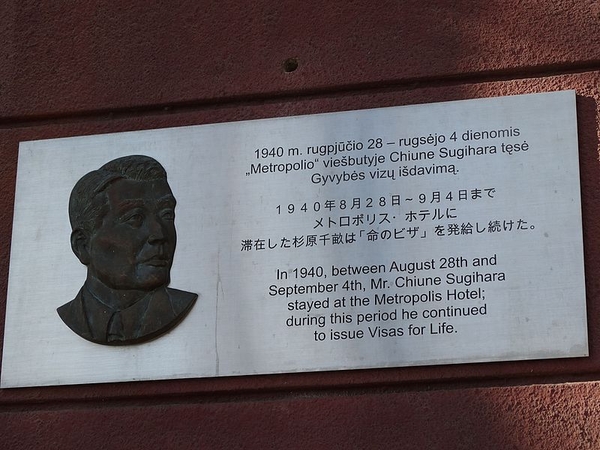 1940 m. rugpjūčio 28 – rugsėjo 4 dienomis
„Metropolio“ viešbutyje Chiune Sugihara tęsė
Gyvybės vizų išdavimą.
１９４０年８月２８日～９月４日まで
メトロポリス・ホテルに
滞在した杉原千畝は「命のビザ」を発給し続けた。
In 1940, between August 28th and
September 4th, Mr. Chiune Sugihara
stayed at the Metropolis Hotel;
during this period he continued
to issue Visas for Life.